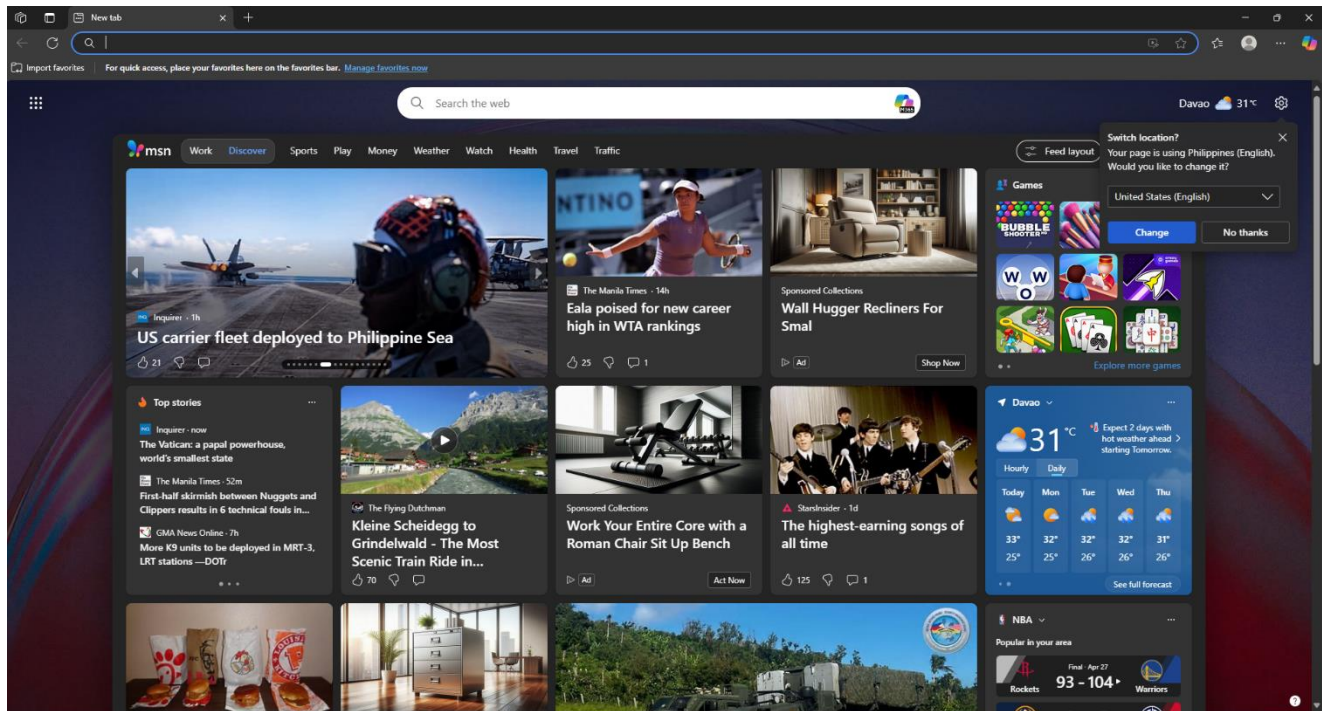 New tab
Import favorites
For quick access, place your favorites here on the favorites bar. Manage favorites now
Search the web
M365
Davao 31°C
msn
Work
Discover
Sports
Play
Money
Weather
Watch
Health
Travel
Traffic
Feed layout
Switch location?
Your page is using Philippines (English).
Would you like to change it?
United States (English)
Change
No thanks
Inquirer · 1h
US carrier fleet deployed to Philippine Sea
21
NTINO
The Manila Times · 14h
Eala poised for new career
high in WTA rankings
25
1
Sponsored Collections
Wall Hugger Recliners For
Smal
Ad
Shop Now
Games
BUBBLE
SHOOTER
W W
O
Explore more games
Top stories
Inquirer · now
The Vatican: a papal powerhouse,
world's smallest state
The Manila Times · 52m
First-half skirmish between Nuggets and
Clippers results in 6 technical fouls in...
GMA News Online · 7h
More K9 units to be deployed in MRT-3,
LRT stations —DOTr
The Flying Dutchman
Kleine Scheidegg to
Grindelwald - The Most
Scenic Train Ride in...
70
Sponsored Collections
Work Your Entire Core with a
Roman Chair Sit Up Bench
Ad
Act Now
StarsInsider · 1d
The highest-earning songs of
all time
125
1
Davao
31°C
Expect 2 days with
hot weather ahead
starting Tomorrow.
Hourly
Daily
Today Mon Tue Wed Thu
33° 32° 32° 32° 31°
25° 25° 26° 26° 26°
See full forecast
NBA
Popular in your area
Final · Apr 27
93 - 104
Rockets
Warriors